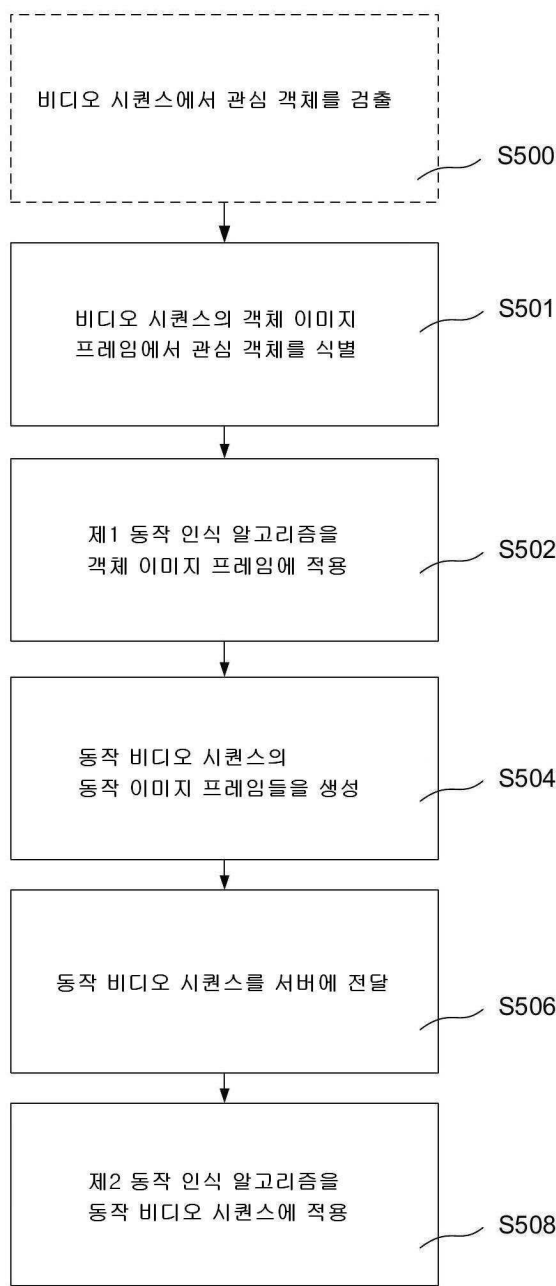 비디오 시퀀스에서 관심 객체를 검출
S500
비디오 시퀀스의 객체 이미지
프레임에서 관심 객체를 식별
S501
제1 동작 인식 알고리즘을
객체 이미지 프레임에 적용
S502
동작 비디오 시퀀스의
동작 이미지 프레임들을 생성
S504
동작 비디오 시퀀스를 서버에 전달
S506
제2 동작 인식 알고리즘을
동작 비디오 시퀀스에 적용
S508